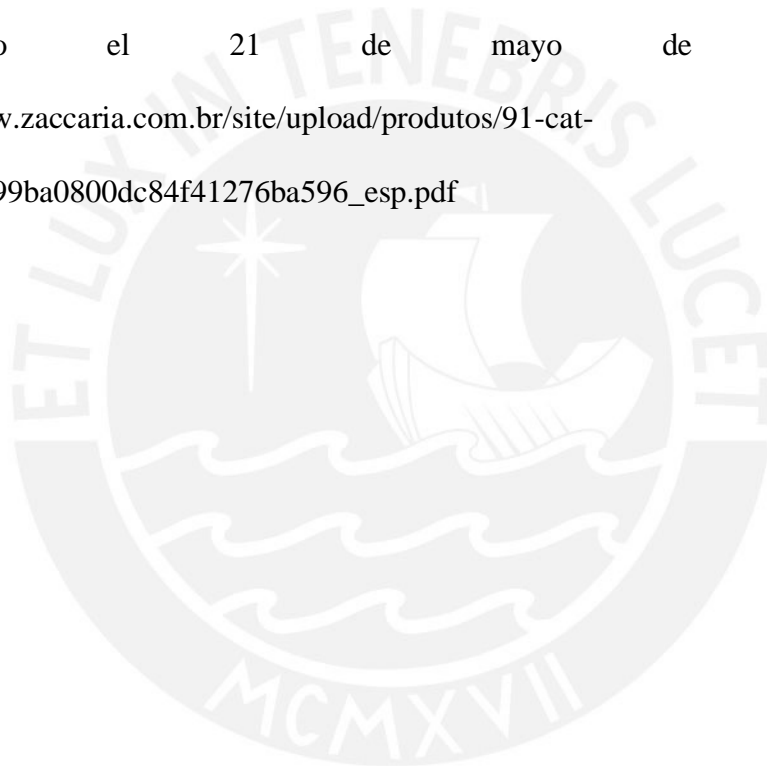 o el 21 de mayo de
w.zaccaria.com.br/site/upload/produtos/91-cat-
99ba0800dc84f41276ba596_esp.pdf
ET LUX IN TENEBRIS LUCET
MCMXVII